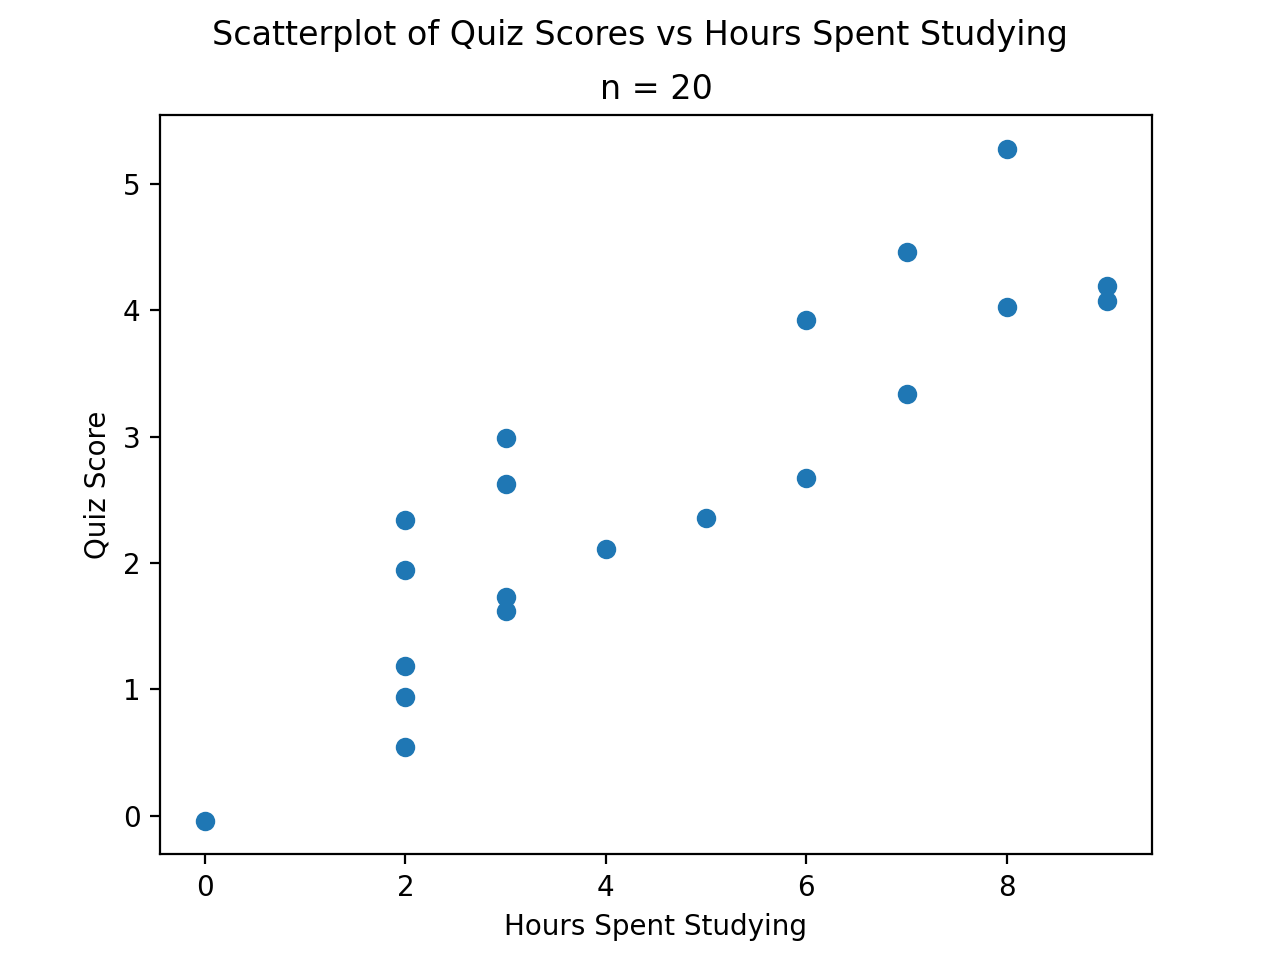 Scatterplot of Quiz Scores vs Hours Spent Studying
n = 20
5
4
3
2
1
0
Quiz Score
0 2 4 6 8
Hours Spent Studying